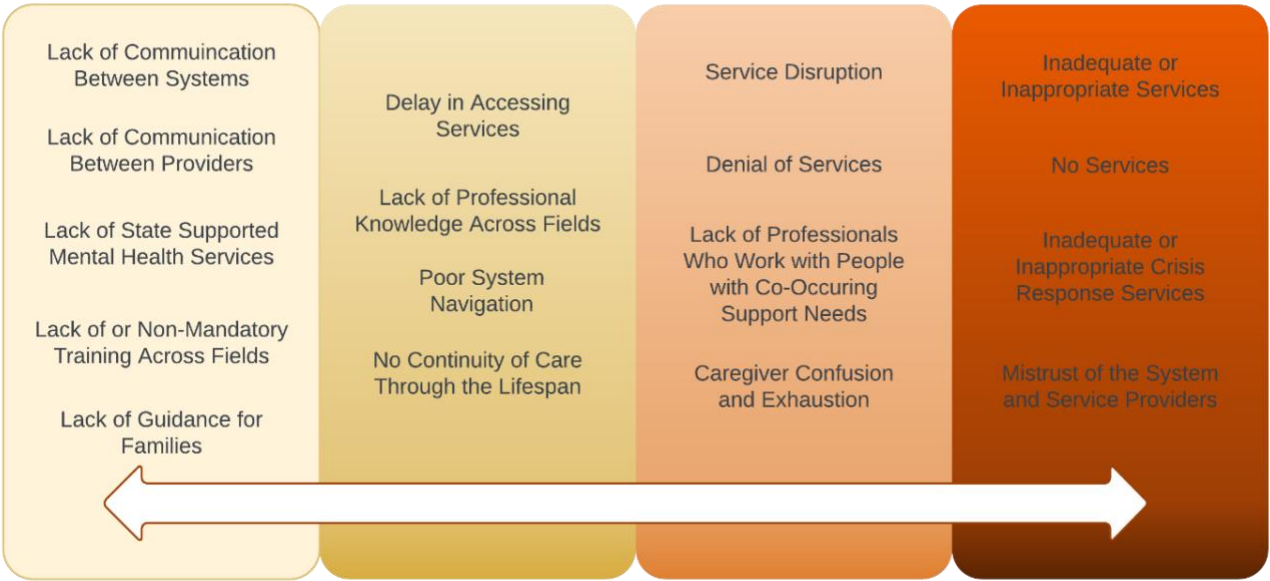 Lack of Commuincation
Between Systems
Lack of Communication
Between Providers
Lack of State Supported
Mental Health Services
Lack of or Non-Mandatory
Training Across Fields
Lack of Guidance for
Families
Delay in Accessing
Services
Lack of Professional
Knowledge Across Fields
Poor System
Navigation
No Continuity of Care
Through the Lifespan
Service Disruption
Denial of Services
Lack of Professionals
Who Work with People
with Co-Occuring
Support Needs
Caregiver Confusion
and Exhaustion
Inadequate or
Inappropriate Services
No Services
Inadequate or
Inappropriate Crisis
Response Services
Mistrust of the System
and Service Providers